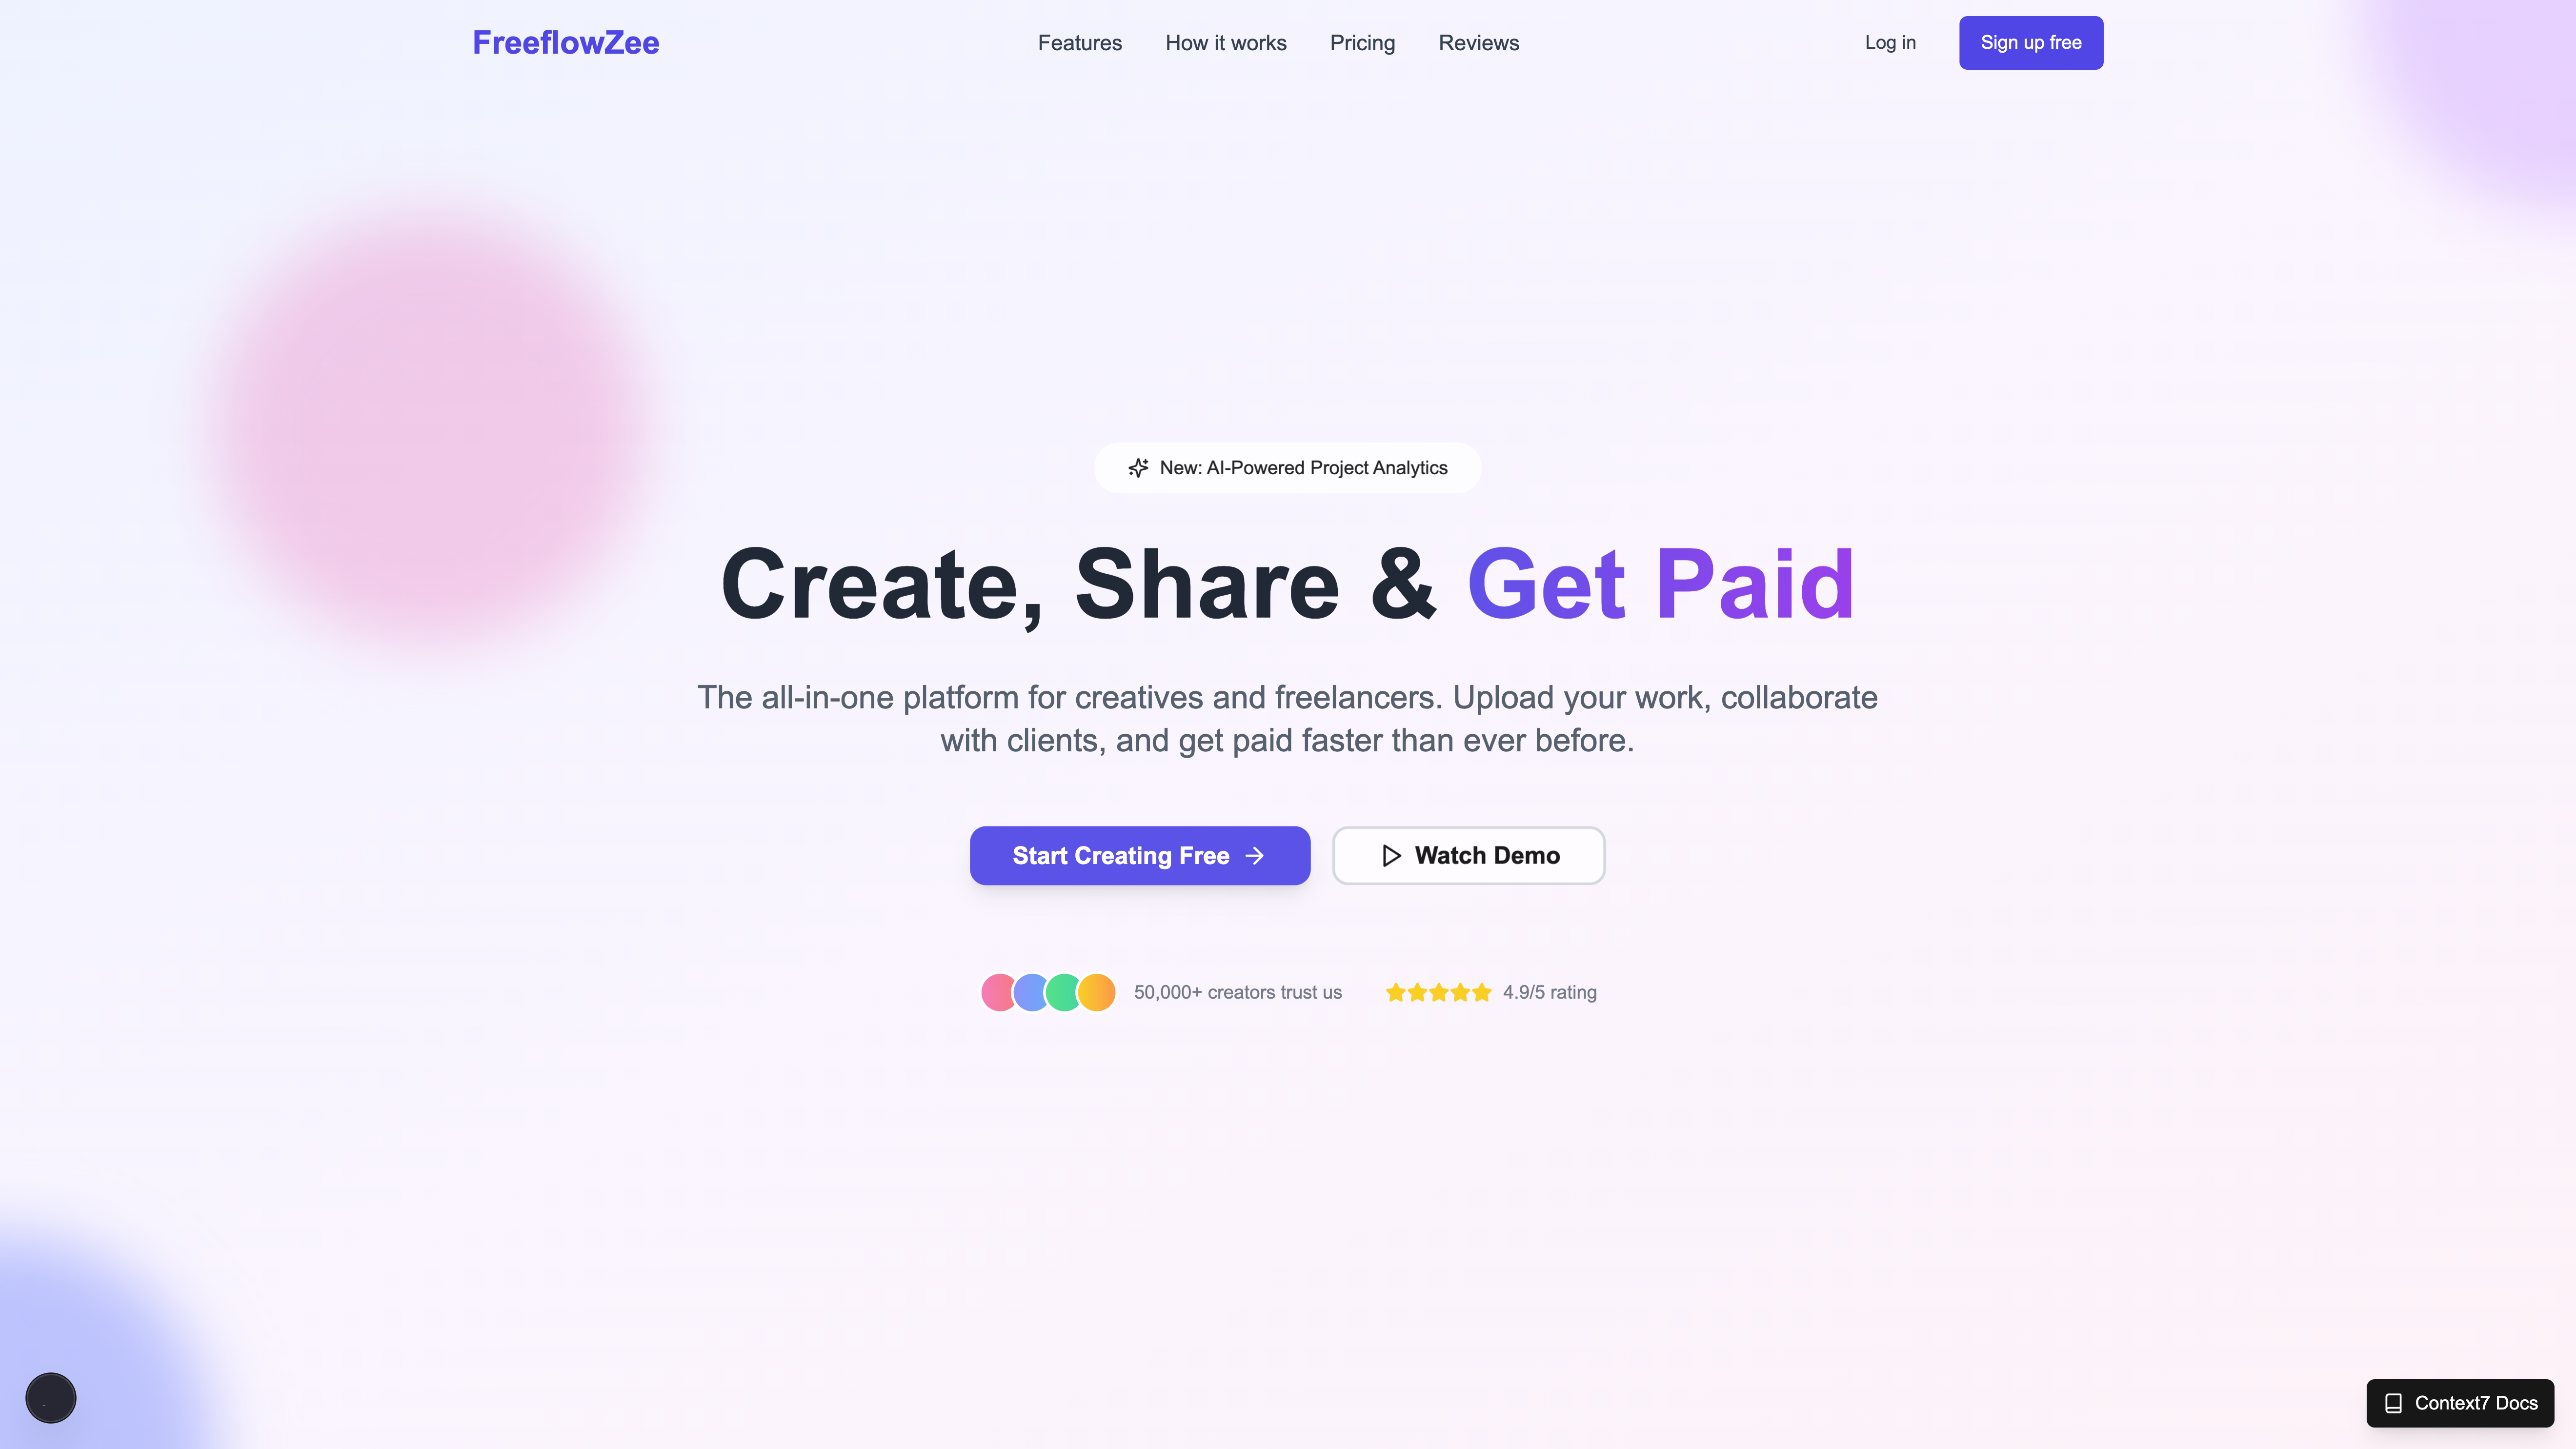 FreeflowZee
Features
How it works
Pricing
Reviews
Log in
Sign up free
New: AI-Powered Project Analytics
Create, Share & Get Paid
The all-in-one platform for creatives and freelancers. Upload your work, collaborate
with clients, and get paid faster than ever before.
Start Creating Free
Watch Demo
50,000+ creators trust us
4.9/5 rating
Context7 Docs